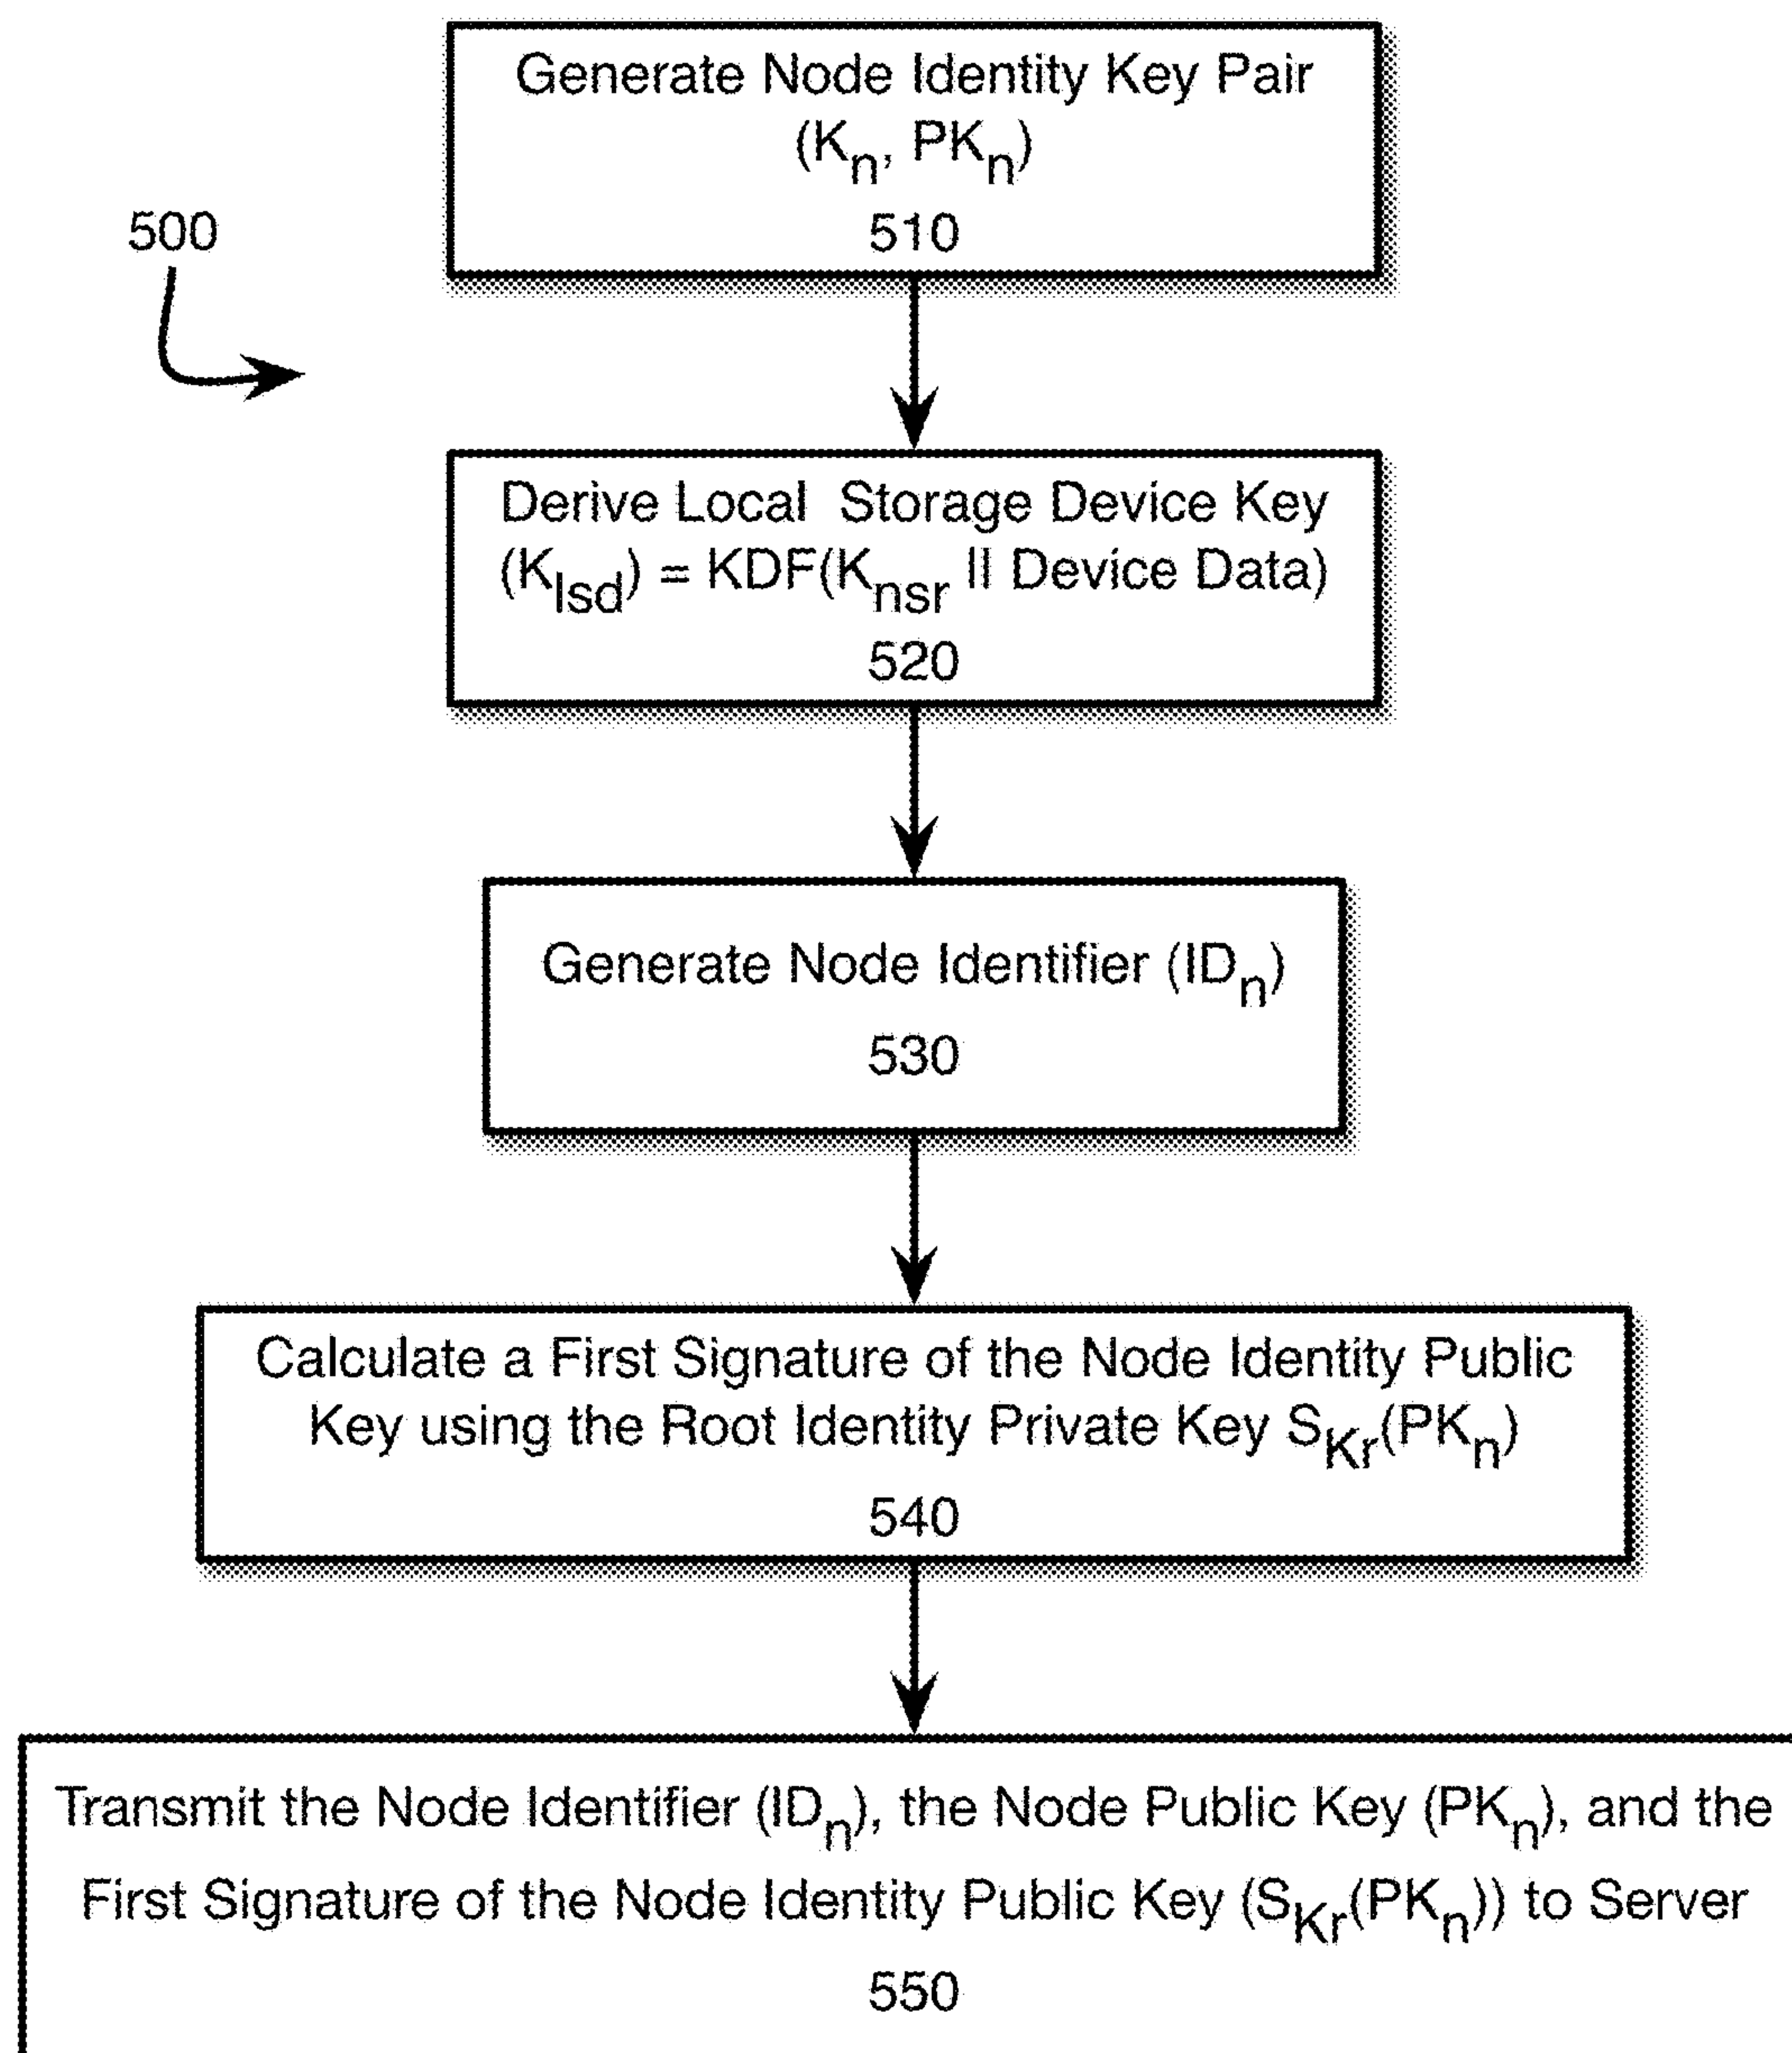 Generate Node Identity Key Pair
(Kn, PKn)
510
500
Derive Local Storage Device Key
(Klsd) = KDF(Knsr II Device Data)
520
Generate Node Identifier (IDn)
530
Calculate a First Signature of the Node Identity Public
Key using the Root Identity Private Key SKr(PKn)
540
Transmit the Node Identifier (IDn), the Node Public Key (PKn), and the
First Signature of the Node Identity Public Key (SKr(PKn)) to Server
550